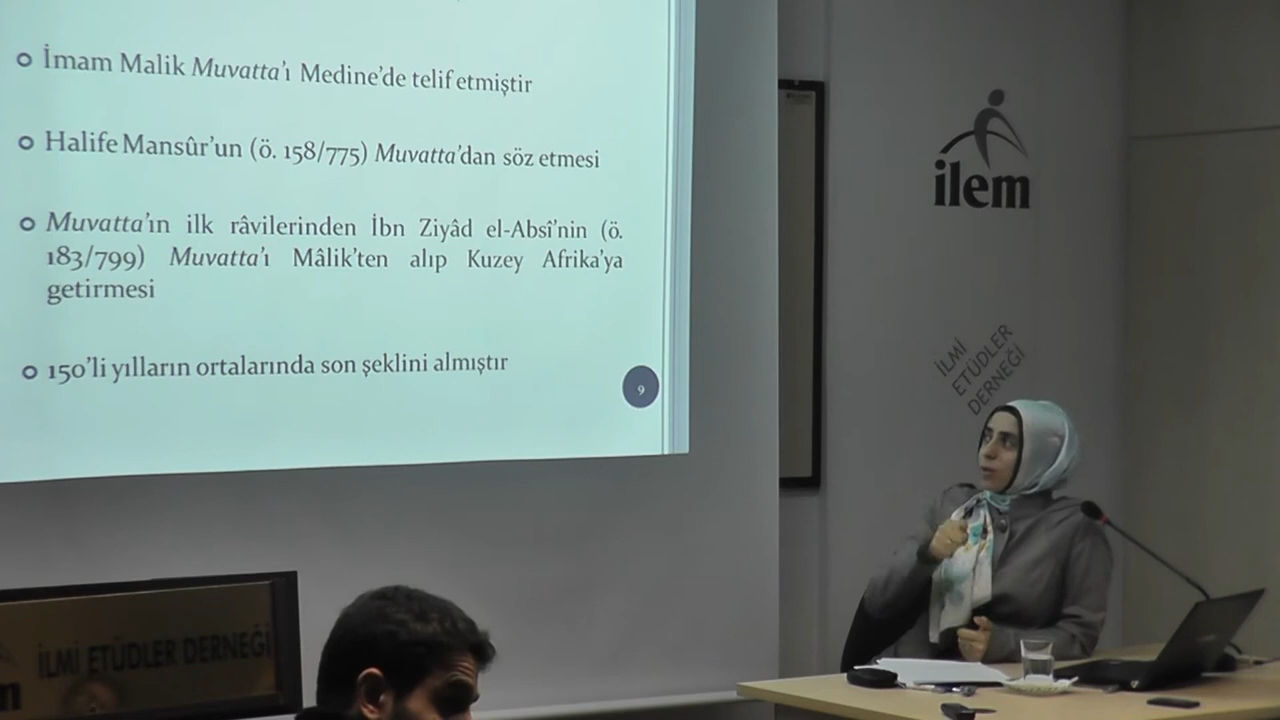 İmam Malik Muvatta'ı Medine'de telif etmiştir
Halife Mansûr'un (ö. 158/775) Muvatta'dan söz etmesi
Muvatta'ın ilk râvilerinden İbn Ziyâd el-Absî'nin (ö.
183/799) Muvatta'ı Mâlik'ten alıp Kuzey Afrika'ya
getirmesi
150'li yılların ortalarında son şeklini almıştır
9
ilem
İLMİ
ETÜDLER
DERNEĞİ
İLMİ ETÜDLER DERNEĞİ